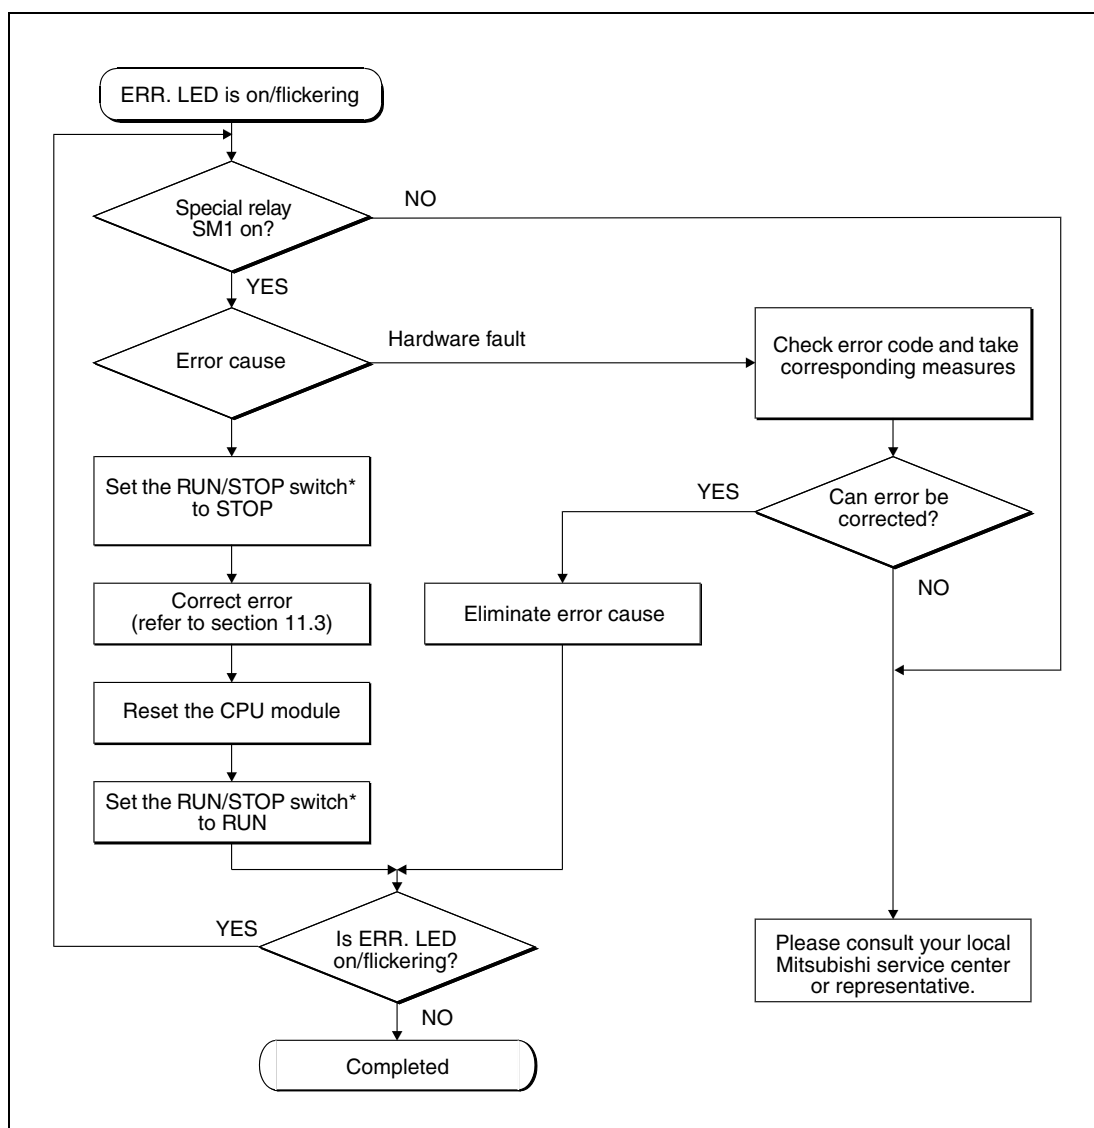 ERR. LED is on/flickering
Special relay
SM1 on?
NO
YES
Error cause
Hardware fault
Check error code and take
corresponding measures
Set the RUN/STOP switch*
to STOP
YES
Can error be
corrected?
NO
Correct error
(refer to section 11.3)
Eliminate error cause
Reset the CPU module
Set the RUN/STOP switch*
to RUN
YES
Is ERR. LED
on/flickering?
NO
Please consult your local
Mitsubishi service center
or representative.
Completed